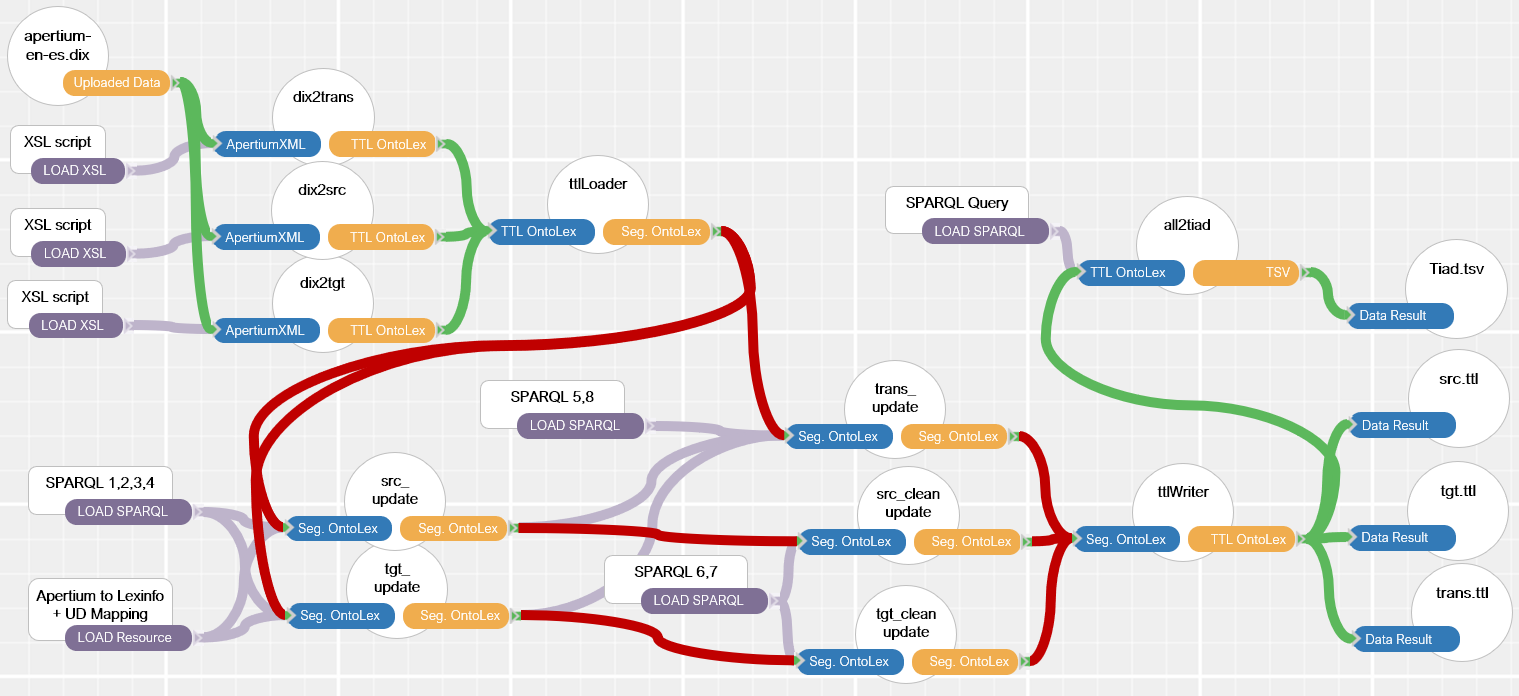 apertium-
en-es.dix
Uploaded Data
XSL script
LOAD XSL
XSL script
LOAD XSL
XSL script
LOAD XSL
dix2trans
ApertiumXML
TTL OntoLex
dix2src
ApertiumXML
TTL OntoLex
dix2tgt
ApertiumXML
TTL OntoLex
ttlLoader
TTL OntoLex
Seg. OntoLex
SPARQL Query
LOAD SPARQL
all2tiad
TTL OntoLex
TSV
Tiad.tsv
Data Result
SPARQL 5,8
LOAD SPARQL
trans_
update
Seg. OntoLex
Seg. OntoLex
src.ttl
Data Result
SPARQL 1,2,3,4
LOAD SPARQL
src_
update
Seg. OntoLex
Seg. OntoLex
src_clean
update
Seg. OntoLex
Seg. OntoLex
ttlWriter
Seg. OntoLex
TTL OntoLex
tgt.ttl
Data Result
Apertium to Lexinfo
+ UD Mapping
LOAD Resource
tgt_
update
Seg. OntoLex
Seg. OntoLex
SPARQL 6,7
LOAD SPARQL
tgt_clean
update
Seg. OntoLex
Seg. OntoLex
trans.ttl
Data Result